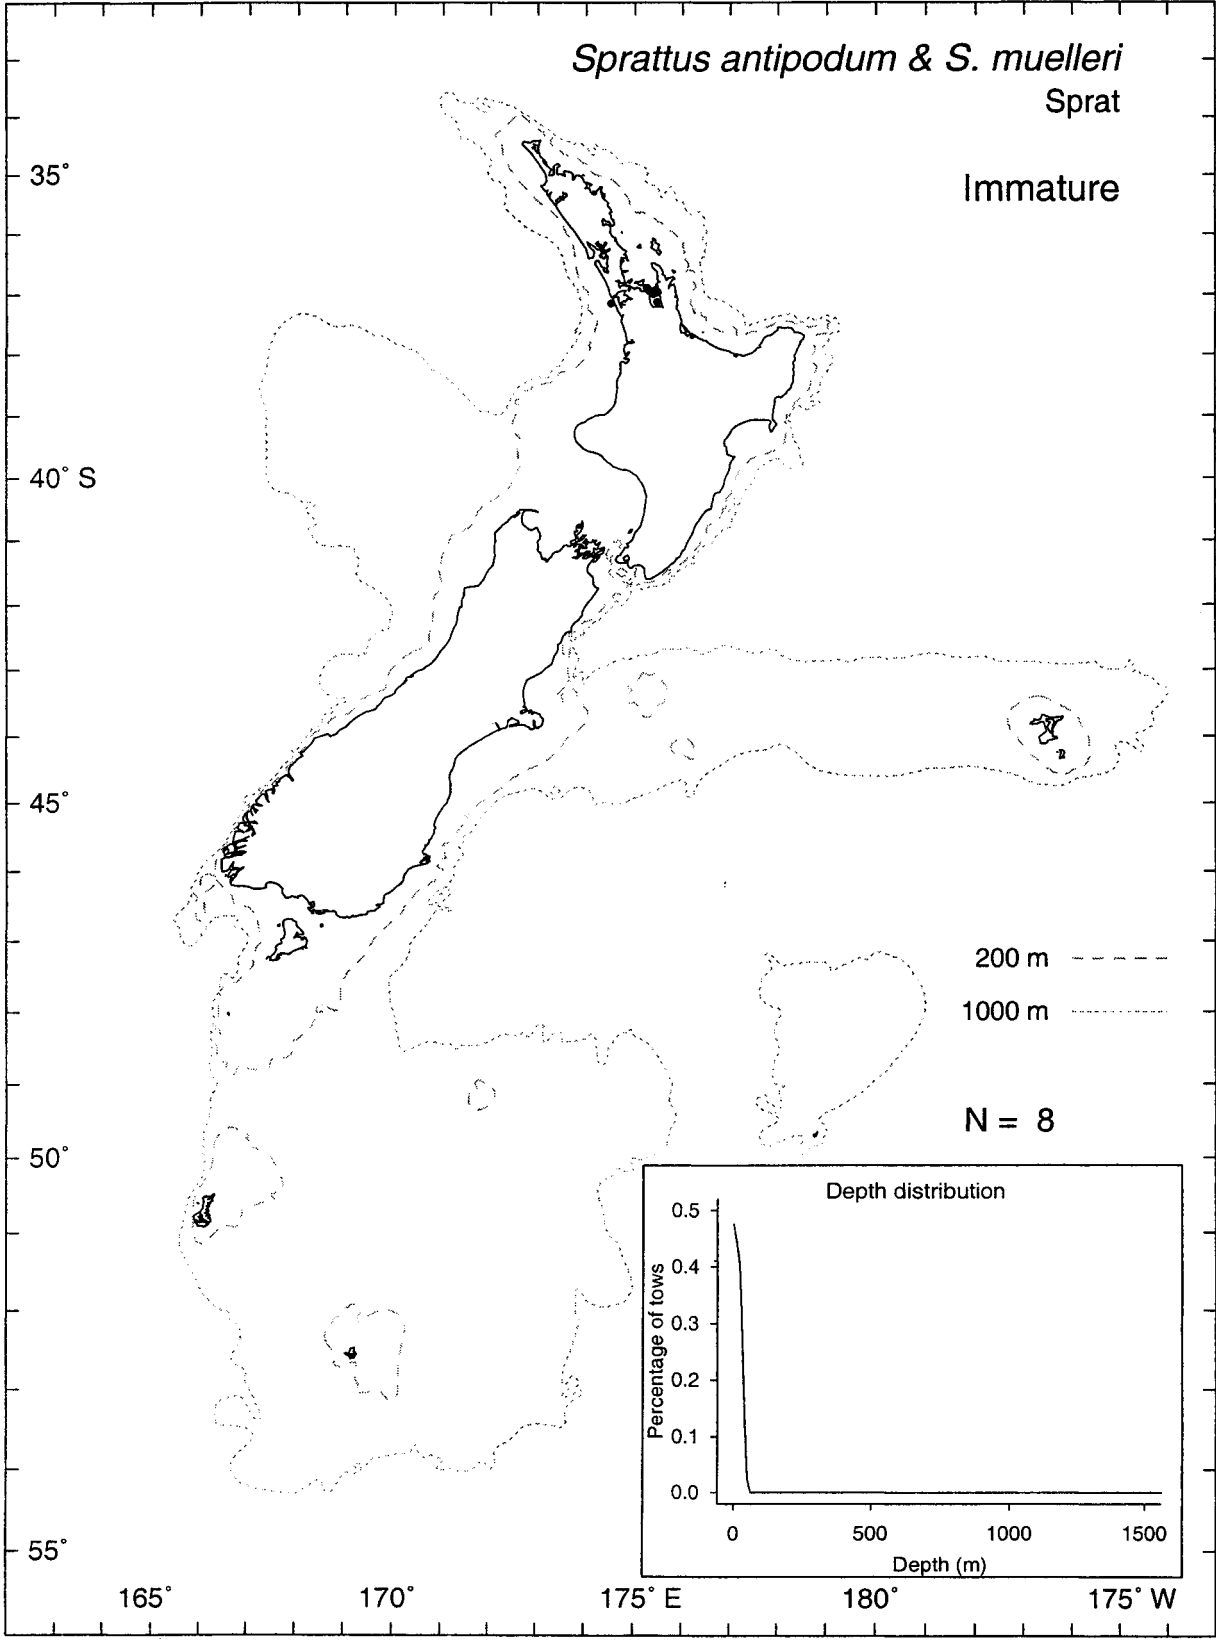 Sprattus antipodum & S. muelleri
Sprat
Immature
35°
40° S
45°
50°
55°
200 m
1000 m
N = 8
Depth distribution
Percentage of tows
0.5
0.4
0.3
0.2
0.1
0.0
0 500 1000 1500
Depth (m)
165° 170° 175° E 180° 175° W